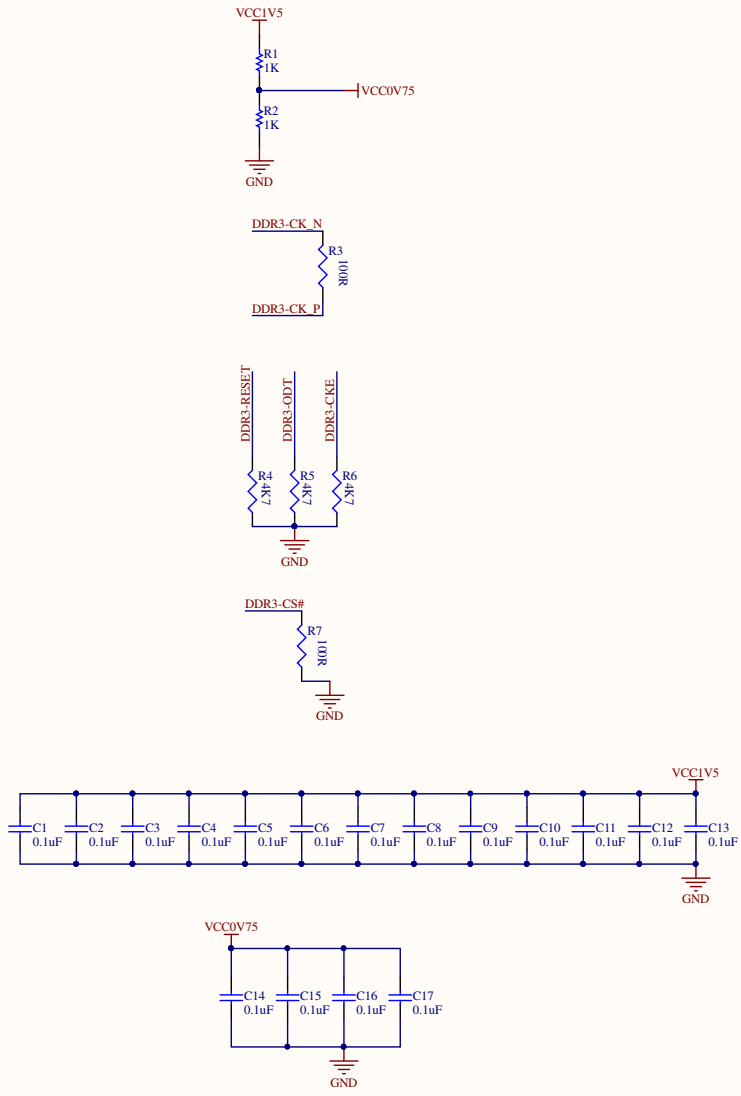 VCC1V5
R1
1K
VCC0V75
R2
1K
GND
DDR3-CK_N
R3
100R
DDR3-CK_P
DDR3-RESET
DDR3-ODT
DDR3-CKE
R4
4K7
R5
4K7
R6
4K7
GND
DDR3-CS#
R7
100R
GND
VCC1V5
C1
0.1uF
C2
0.1uF
C3
0.1uF
C4
0.1uF
C5
0.1uF
C6
0.1uF
C7
0.1uF
C8
0.1uF
C9
0.1uF
C10
0.1uF
C11
0.1uF
C12
0.1uF
C13
0.1uF
GND
VCC0V75
C14
0.1uF
C15
0.1uF
C16
0.1uF
C17
0.1uF
GND